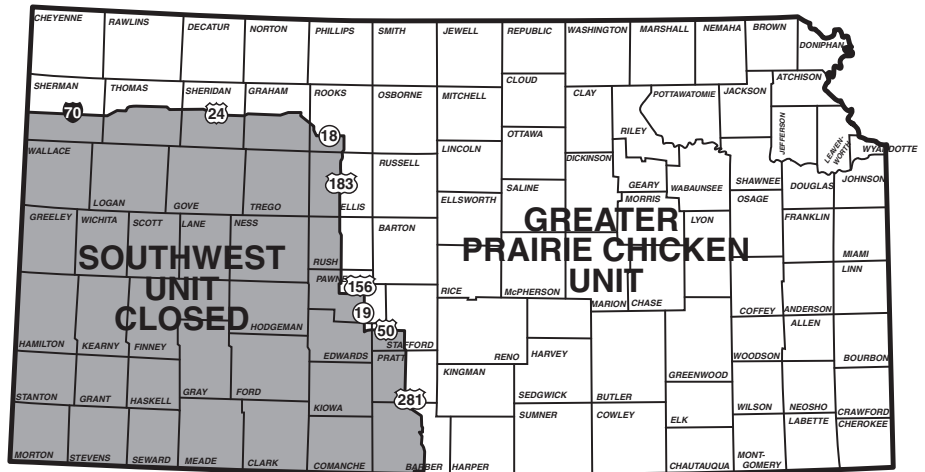 CHEYENNE
RAWLINS
DECATUR
NORTON
PHILLIPS
SMITH
JEWELL
REPUBLIC
WASHINGTON
MARSHALL
NEMAHA
BROWN
DONIPHAN
SHERMAN
THOMAS
SHERIDAN
GRAHAM
ROOKS
OSBORNE
MITCHELL
CLOUD
CLAY
POTTAWATOMIE
JACKSON
ATCHISON
70
24
18
RILEY
JEFFERSON
LEAVEN-
WORTH
WYANDOTTE
WALLACE
LOGAN
GOVE
TREGO
183
ELLIS
RUSSELL
LINCOLN
OTTAWA
DICKINSON
GEARY
WABAUNSEE
SHAWNEE
DOUGLAS
JOHNSON
GREELEY
WICHITA
SCOTT
LANE
NESS
RUSH
BARTON
ELLSWORTH
SALINE
MORRIS
LYON
OSAGE
FRANKLIN
MIAMI
SOUTHWEST
UNIT
CLOSED
GREATER
PRAIRIE CHICKEN
UNIT
PAWNEE
156
19
50
RICE
McPHERSON
MARION
CHASE
COFFEY
ANDERSON
LINN
HAMILTON
KEARNY
FINNEY
HODGEMAN
EDWARDS
STAFFORD
PRATT
RENO
HARVEY
GREENWOOD
WOODSON
ALLEN
BOURBON
STANTON
GRANT
HASKELL
GRAY
FORD
KIOWA
281
KINGMAN
SEDGWICK
BUTLER
ELK
WILSON
NEOSHO
CRAWFORD
MORTON
STEVENS
SEWARD
MEADE
CLARK
COMANCHE
BARBER
HARPER
SUMNER
COWLEY
CHAUTAUQUA
MONT-
GOMERY
LABETTE
CHEROKEE